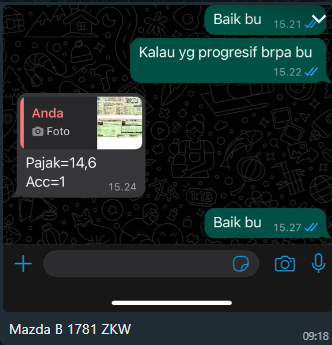 Baik bu
15.21
Kalau yg progresif brpa bu
15.22
Anda
Foto
Pajak=14,6
Acc=1
15.24
Baik bu
15.27
Mazda B 1781 ZKW
09:18